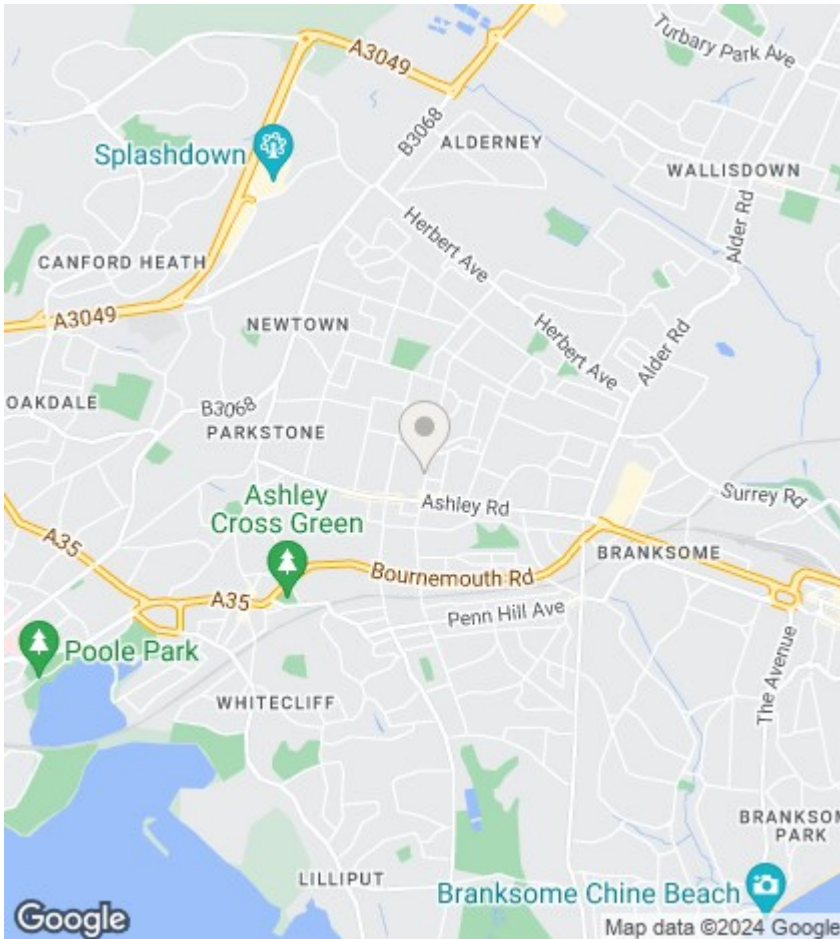 Turbary Park Ave
A3049
B3068
ALDERNEY
Splashdown
WALLISDOWN
Alder Rd
Herbert Ave
CANFORD HEATH
A3049
NEWTOWN
Herbert Ave
Alder Rd
OAKDALE
B3068
PARKSTONE
Ashley Rd
Surrey Rd
Ashley
Cross Green
A35
BRANKSOME
Bournemouth Rd
A35
Penn Hill Ave
Poole Park
The Avenue
WHITECLIFF
BRANKSOM
PARK
LILLIPUT
Branksome Chine Beach
Google
Map data ©2024 Google